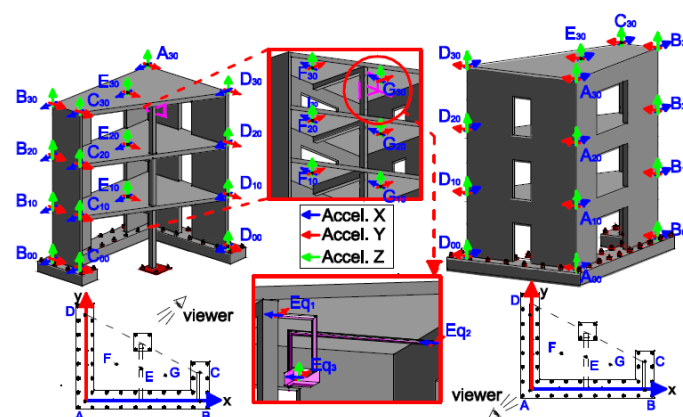 A30
E30
B30
C30
D30
B20
E20
C20
D20
B10
E10
C10
D10
B00
C00
D00
F30
G30
F20
G20
F10
G10
Accel. X
Accel. Y
Accel. Z
Eq1
Eq2
Eq3
C30
E30
D30
A30
D20
A20
D10
A10
D00
A00
y
D
viewer
F
E
G
C
A
B
x
y
D
F
E
G
C
viewer
A
B
x